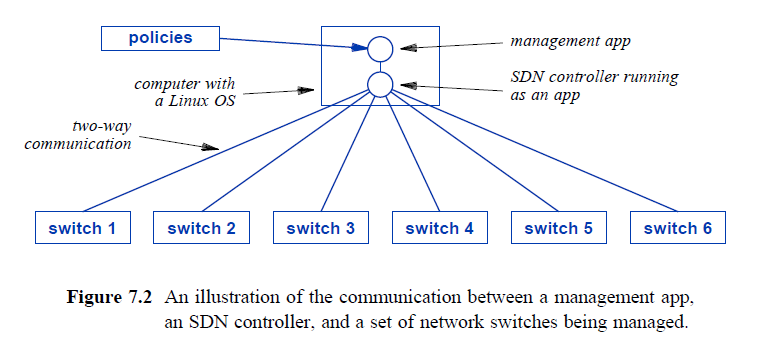 policies
management app
computer with
a Linux OS
SDN controller running
as an app
two-way
communication
switch 1
switch 2
switch 3
switch 4
switch 5
switch 6
Figure 7.2 An illustration of the communication between a management app,
an SDN controller, and a set of network switches being managed.